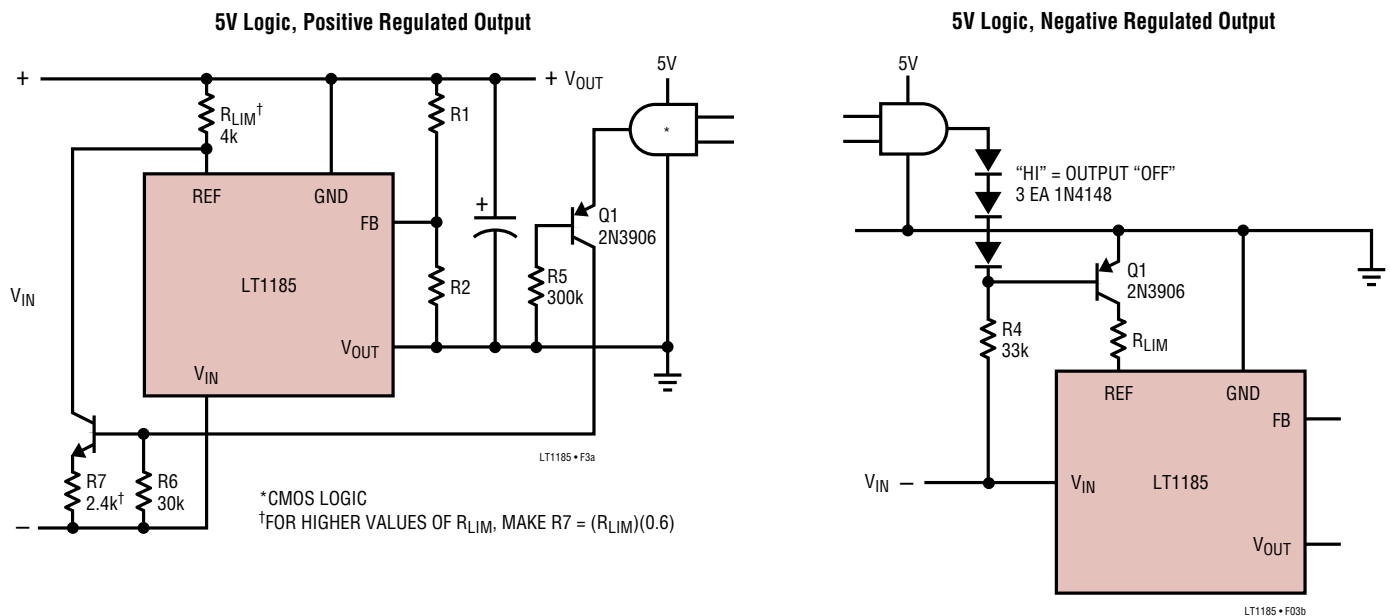 5V Logic, Positive Regulated Output
+
+ VOUT
5V
RLIM†
4k
R1
*
REF
GND
FB
+
Q1
2N3906
VIN
LT1185
R2
R5
300k
VOUT
VIN
LT1185 • F3a
R7
2.4k†
R6
30k
–
*CMOS LOGIC
†FOR HIGHER VALUES OF RLIM, MAKE R7 = (RLIM)(0.6)
5V Logic, Negative Regulated Output
5V
“HI” = OUTPUT “OFF”
3 EA 1N4148
Q1
2N3906
R4
33k
RLIM
REF
GND
FB
VIN –
VIN
LT1185
VOUT
LT1185 • F03b